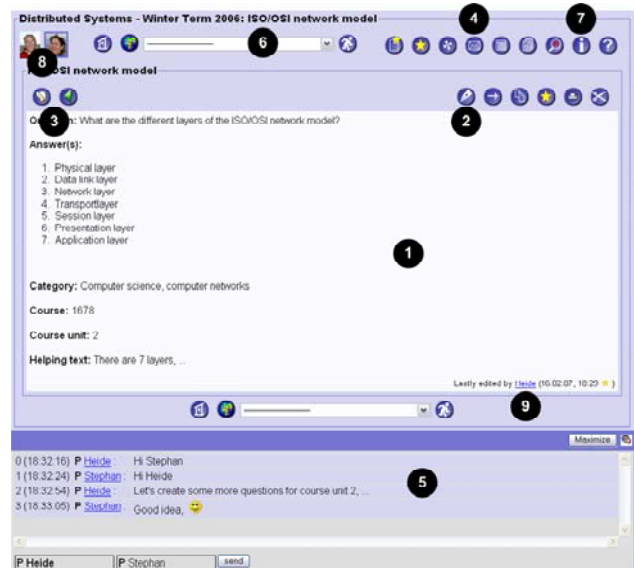 Distributed Systems - Winter Term 2006: ISO/OSI network model
4
7
6
8
OSI network model
3
2
What are the different layers of the ISO/OSI network model?
Answer(s):
1. Physical layer
2. Data link layer
3. Network layer
4. Transportlayer
5. Session layer
6. Presentation layer
7. Application layer
1
Category: Computer science, computer networks
Course: 1678
Course unit: 2
Helping text: There are 7 layers, ...
Lastly edited by Heide (16.02.07, 10:29 )
9
Maximize
0 (18:32:16) P Heide : Hi Stephan
1 (18:32:24) P Stephan : Hi Heide
2 (18:32:54) P Heide : Let's create some more questions for course unit 2, ...
3 (18:33:05) P Stephan : Good idea,
5
P Heide P Stephan send